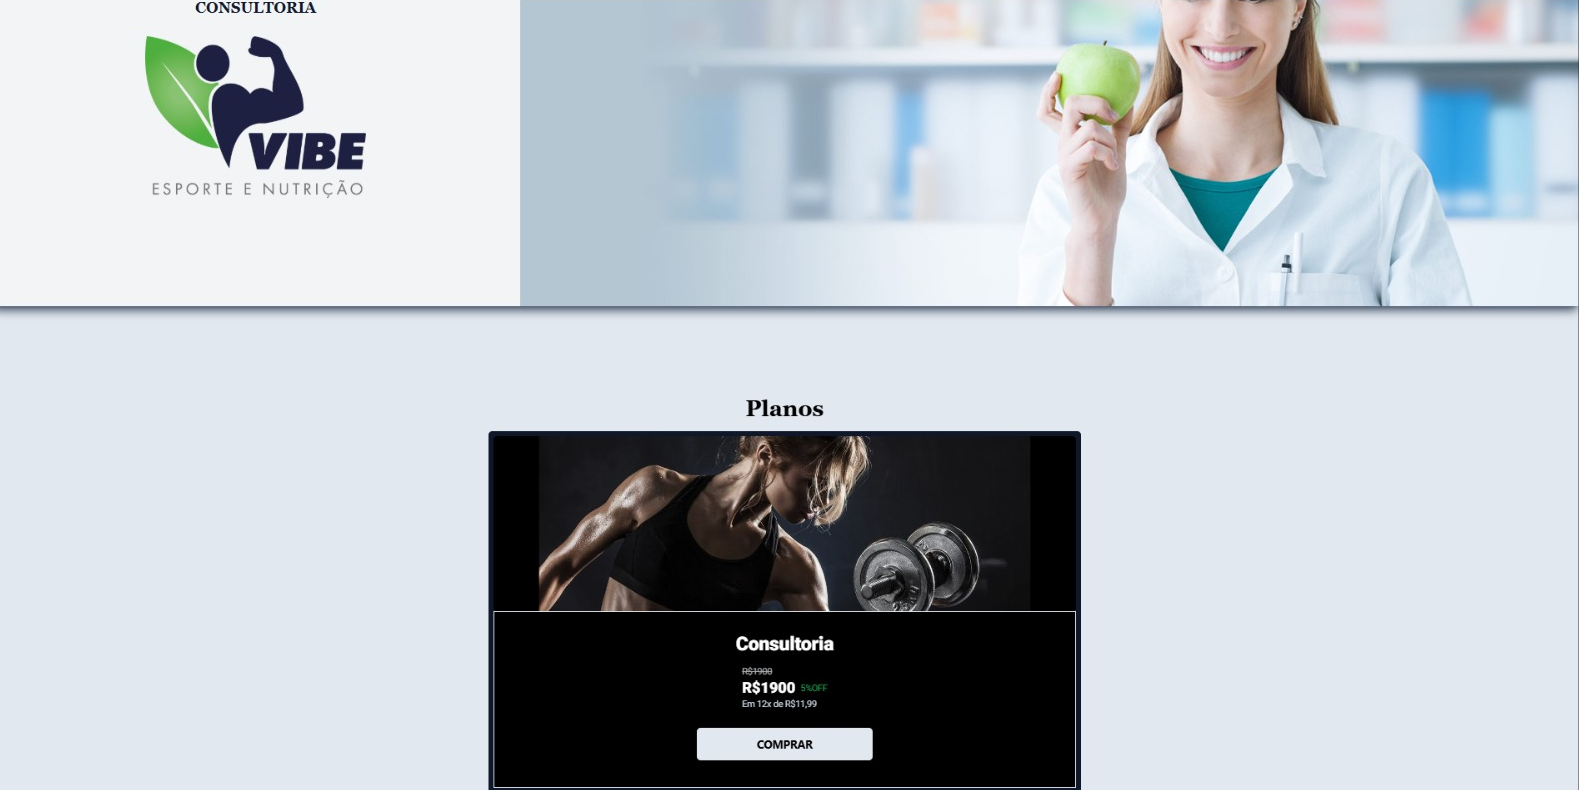 CONSULTORIA
VIBE
ESPORTE E NUTRIÇÃO
Planos
Consultoria
R$1900
R$1900 5%OFF
Em 12x de R$11,99
COMPRAR